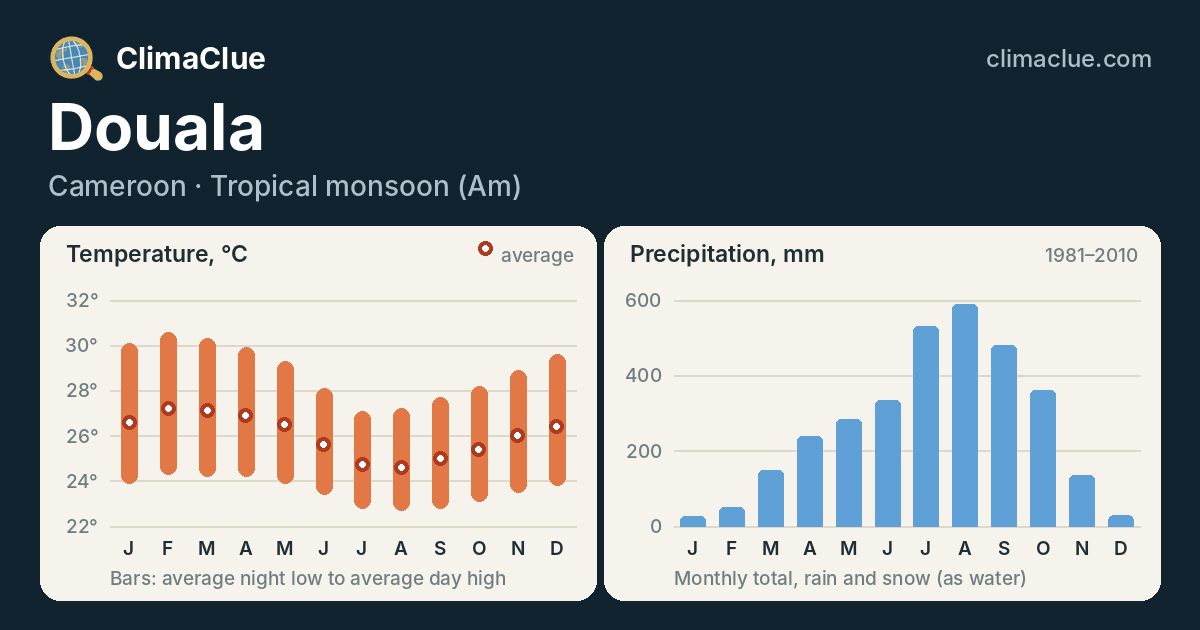 ClimaClue
climaclue.com
Douala
Cameroon · Tropical monsoon (Am)
Temperature, °C
average
32°
30°
28°
26°
24°
22°
J F M A M J J A S O N D
Bars: average night low to average day high
Precipitation, mm
1981–2010
600
400
200
0
J F M A M J J A S O N D
Monthly total, rain and snow (as water)